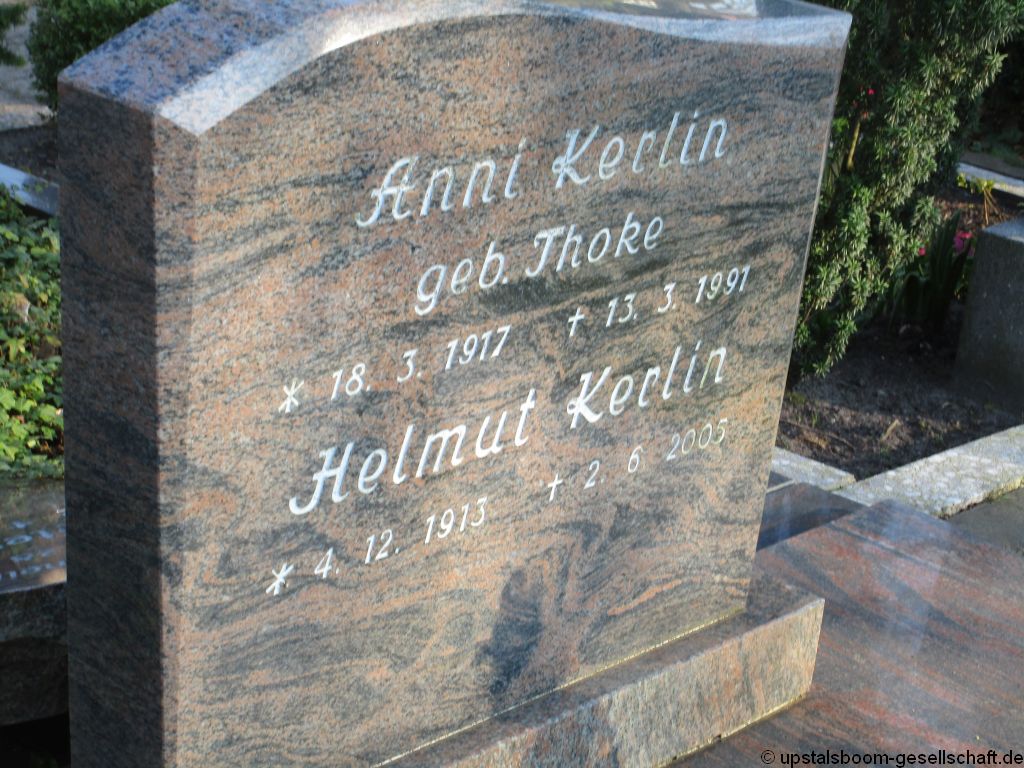 Anni Kerlin
geb. Thoke
* 18. 3. 1917 † 13. 3. 1991
Helmut Kerlin
* 4. 12. 1913 † 2. 6. 2005
© upstalsboom-gesellschaft.de